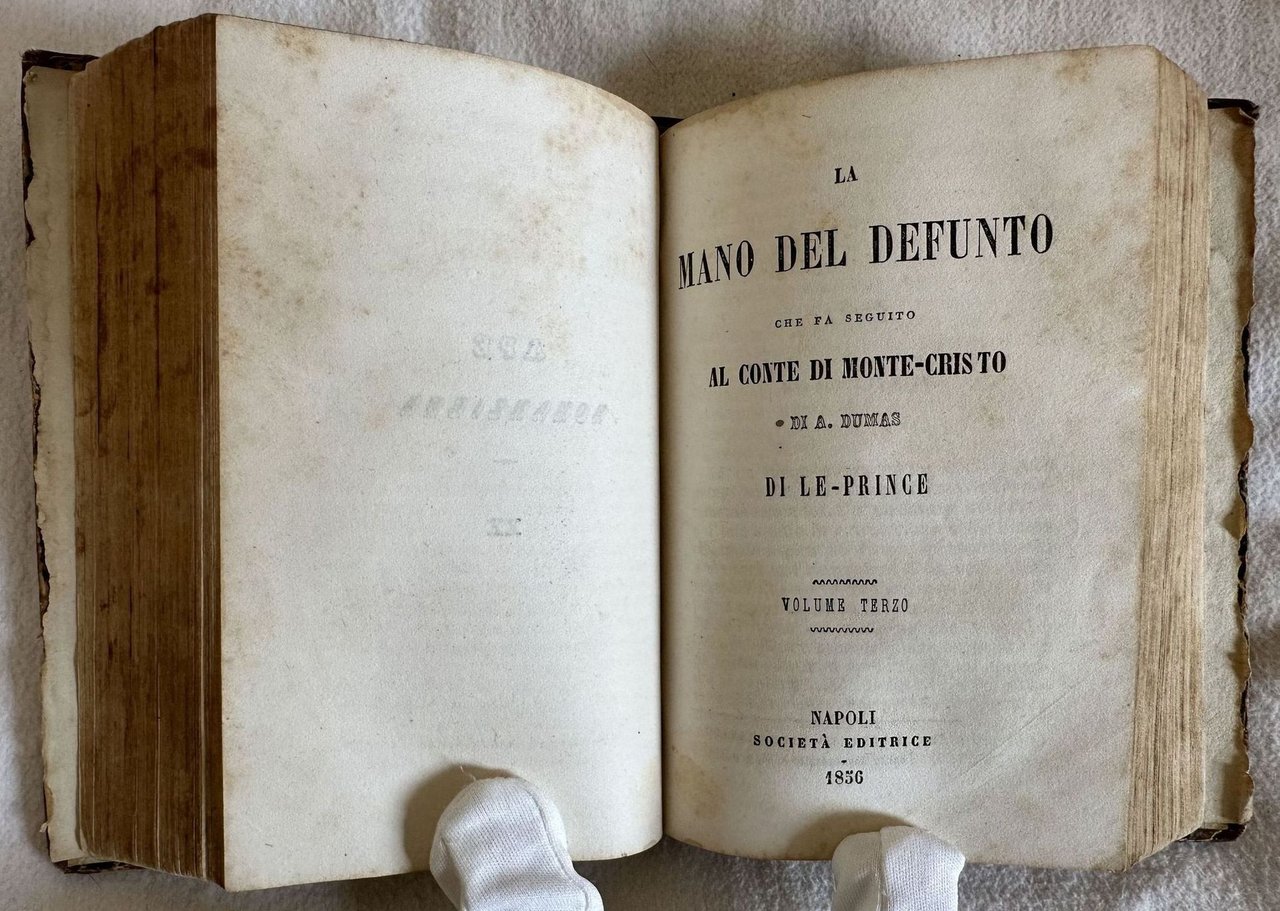 LA
MANO DEL DEFUNTO
CHE FA SEGUITO
AL CONTE DI MONTE-CRISTO
DI A. DUMAS
DI LE-PRINCE
VOLUME TERZO
NAPOLI
SOCIETÀ EDITRICE
1856